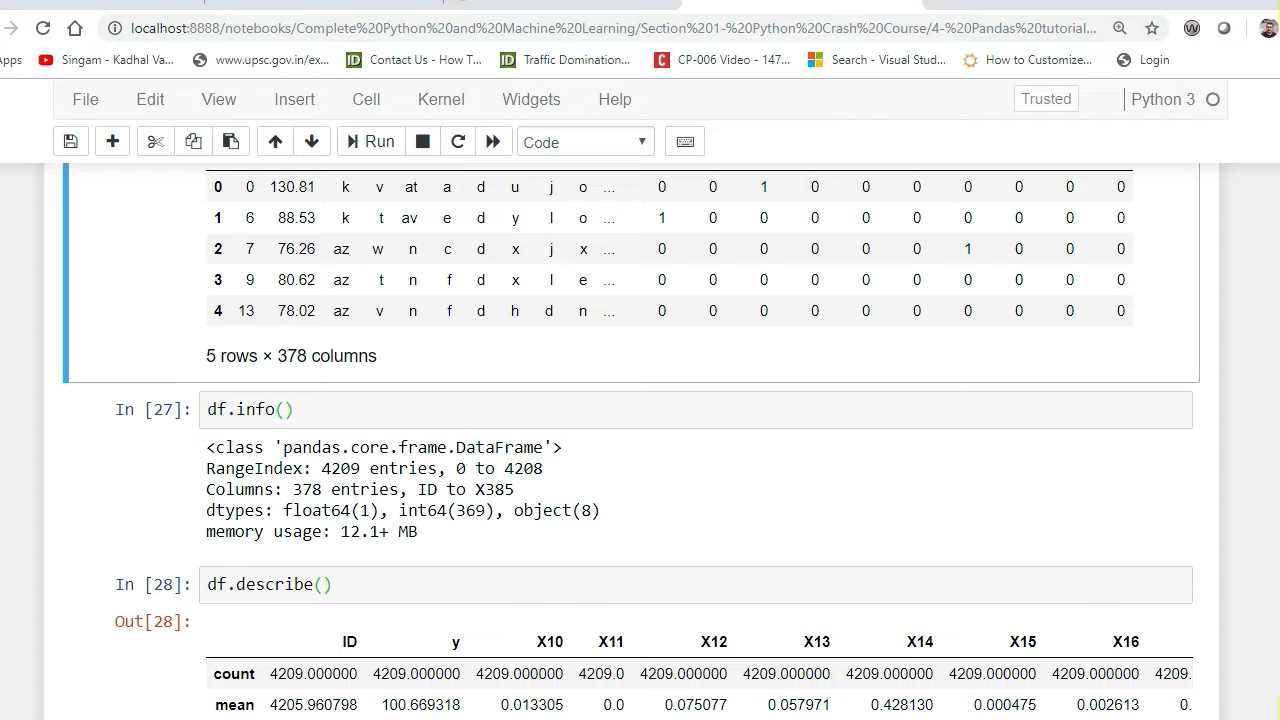 localhost:8888/notebooks/Complete%20Python%20and%20Machine%20Learning/Section%201-%20Python%20Crash%20Course/4-%20Pandas%20tutorial...
Apps Singam - Kadhal Va... www.upsc.gov.in/ex... Contact Us - How T... Traffic Domination... CP-006 Video - 147... Search - Visual Stud... How to Customize... Login
File Edit View Insert Cell Kernel Widgets Help Trusted Python 3
Run Code
0 0 130.81 k v at a d u j o ... 0 0 1 0 0 0 0 0 0 0
1 6 88.53 k t av e d y l o ... 1 0 0 0 0 0 0 0 0 0
2 7 76.26 az w n c d x j x ... 0 0 0 0 0 0 1 0 0 0
3 9 80.62 az t n f d x l e ... 0 0 0 0 0 0 0 0 0 0
4 13 78.02 az v n f d h d n ... 0 0 0 0 0 0 0 0 0 0
5 rows × 378 columns
In [27]: df.info()
<class 'pandas.core.frame.DataFrame'>
RangeIndex: 4209 entries, 0 to 4208
Columns: 378 entries, ID to X385
dtypes: float64(1), int64(369), object(8)
memory usage: 12.1+ MB
In [28]: df.describe()
Out[28]:
ID y X10 X11 X12 X13 X14 X15 X16
count 4209.000000 4209.000000 4209.000000 4209.0 4209.000000 4209.000000 4209.000000 4209.000000 4209.000000 4209.
mean 4205.960798 100.669318 0.013305 0.0 0.075077 0.057971 0.428130 0.000475 0.002613 0.